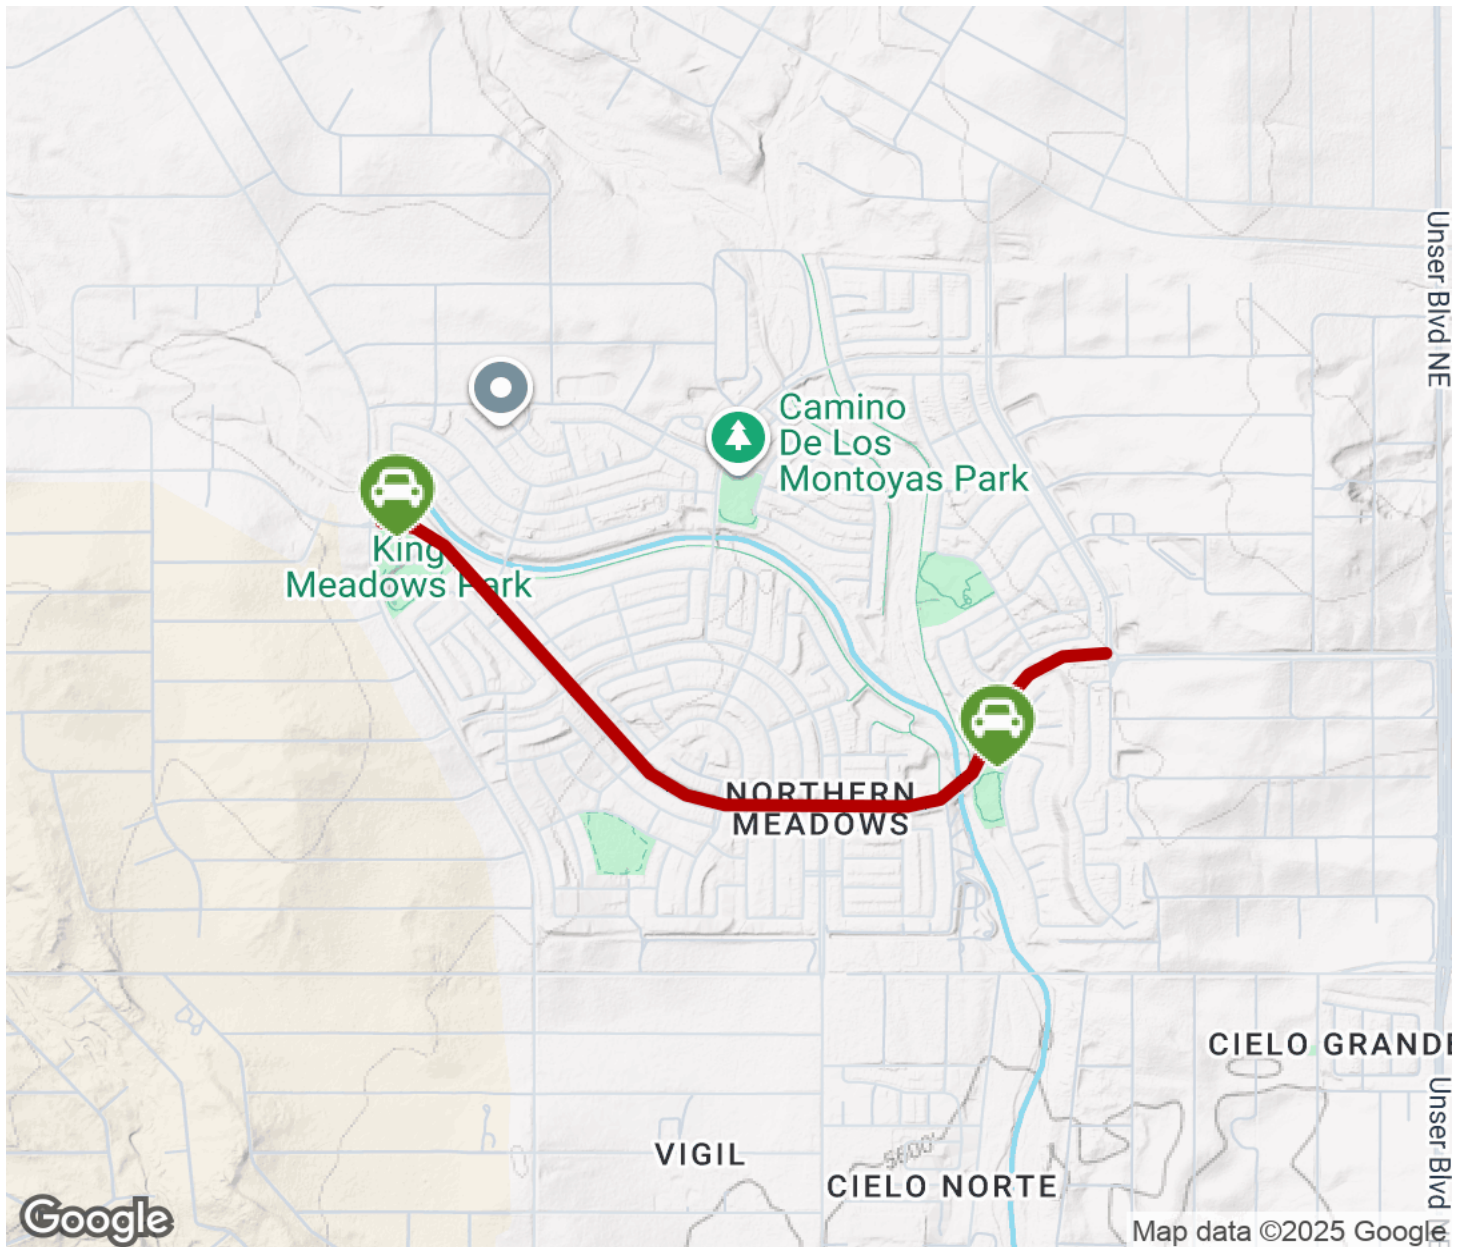 Unser Blvd NE
Camino
De Los
Montoyas Park
King
Meadows Park
NORTHERN
MEADOWS
CIELO GRANDE
Unser Blvd NE
5600'
VIGIL
CIELO NORTE
Google
Map data ©2025 Google